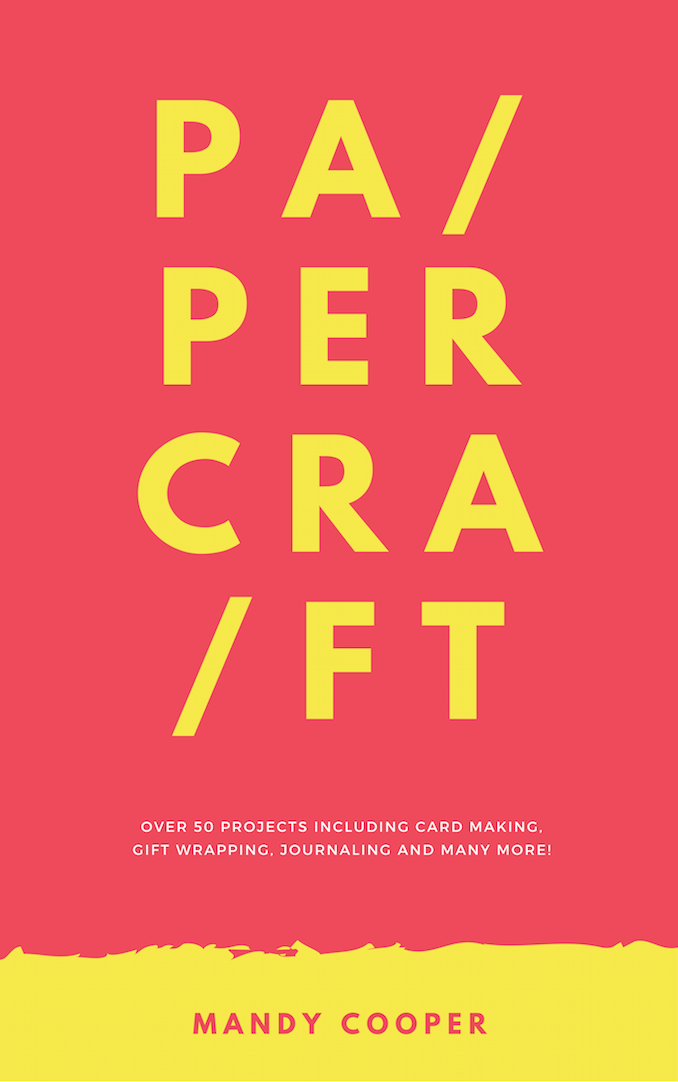 PA/
PER
CRA
/FT
OVER 50 PROJECTS INCLUDING CARD MAKING,
GIFT WRAPPING, JOURNALING AND MANY MORE!
MANDY COOPER